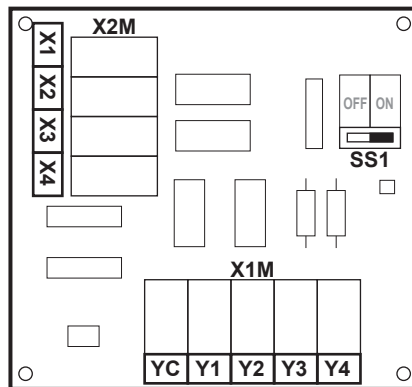 X2M
X1
X2
X3
X4
OFF ON
SS1
X1M
YC Y1 Y2 Y3 Y4